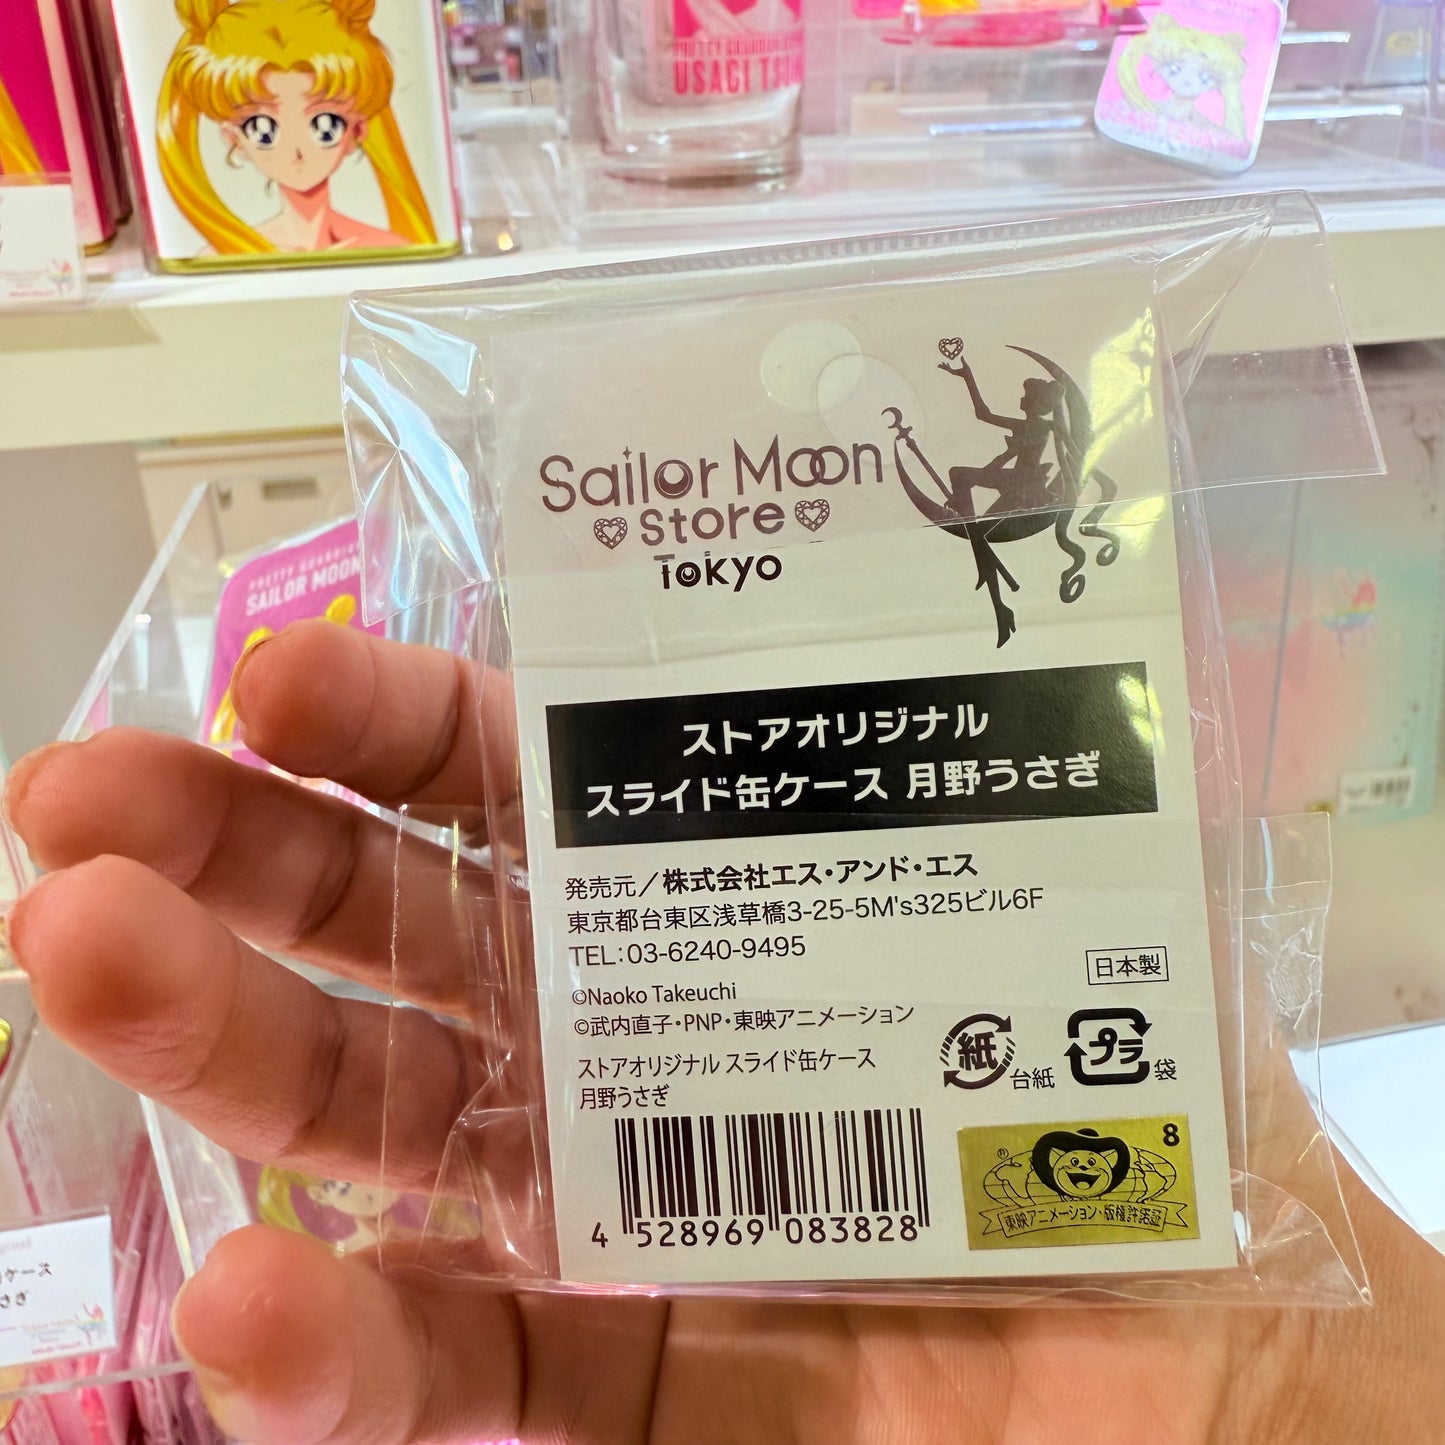 USAGI
SAILOR MOON
Sailor Moon
Store
Tokyo
ストアオリジナル
スライド缶ケース 月野うさぎ
発売元／株式会社エス・アンド・エス
東京都台東区浅草橋3-25-5M's325ビル6F
TEL：03-6240-9495
日本製
©Naoko Takeuchi
©武内直子・PNP・東映アニメーション
紙 台紙
プラ 袋
ストアオリジナル スライド缶ケース
月野うさぎ
4 528969 083828
8
東映アニメーション・版権許諾証